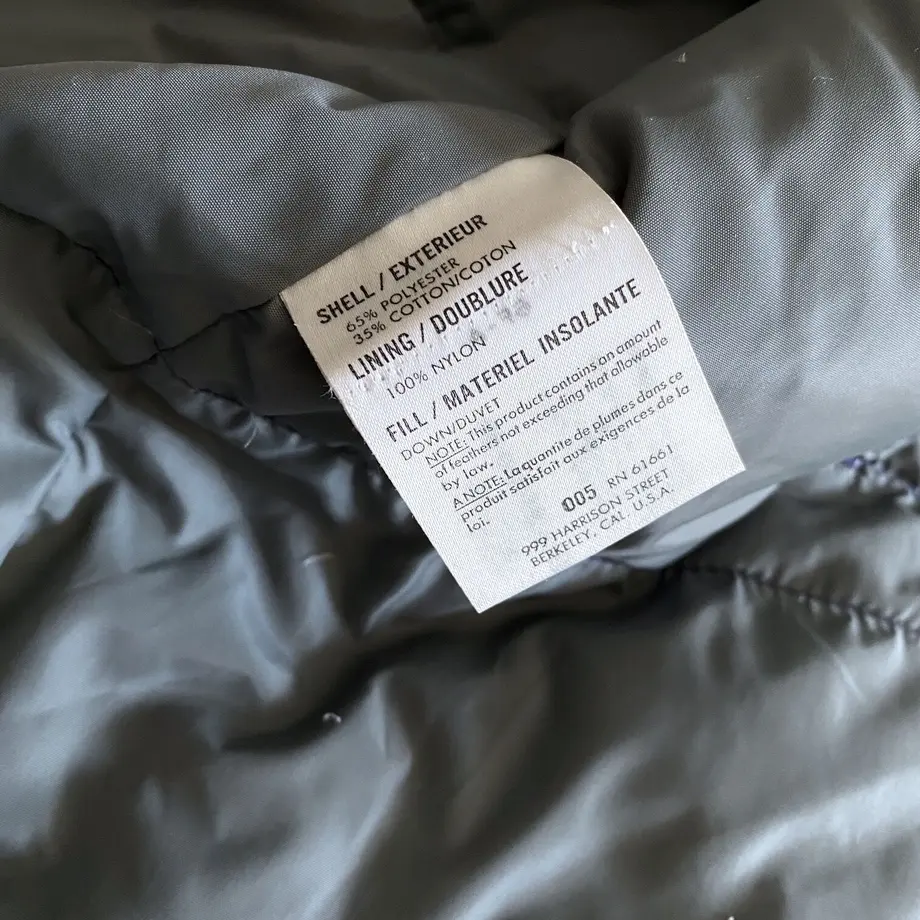 SHELL / EXTERIEUR
65% POLYESTER
35% COTTON/COTON
LINING / DOUBLURE
100% NYLON
FILL / MATERIEL INSOLANTE
DOWN/DUVET
NOTE: This product contains an amount
of feathers not exceeding that allowable
by law.
A NOTE: La quantite de plumes dans ce
produit satisfait aux exigences de la
loi.
005 RN 61661
999 HARRISON STREET
BERKELEY, CAL U.S.A.